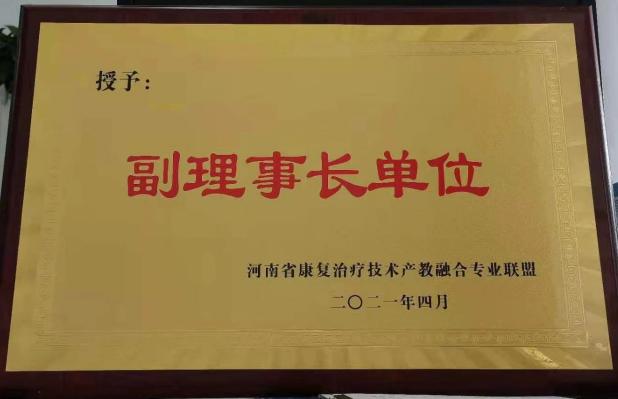 授予：
副理事长单位
河南省康复治疗技术产教融合专业联盟
二〇二一年四月